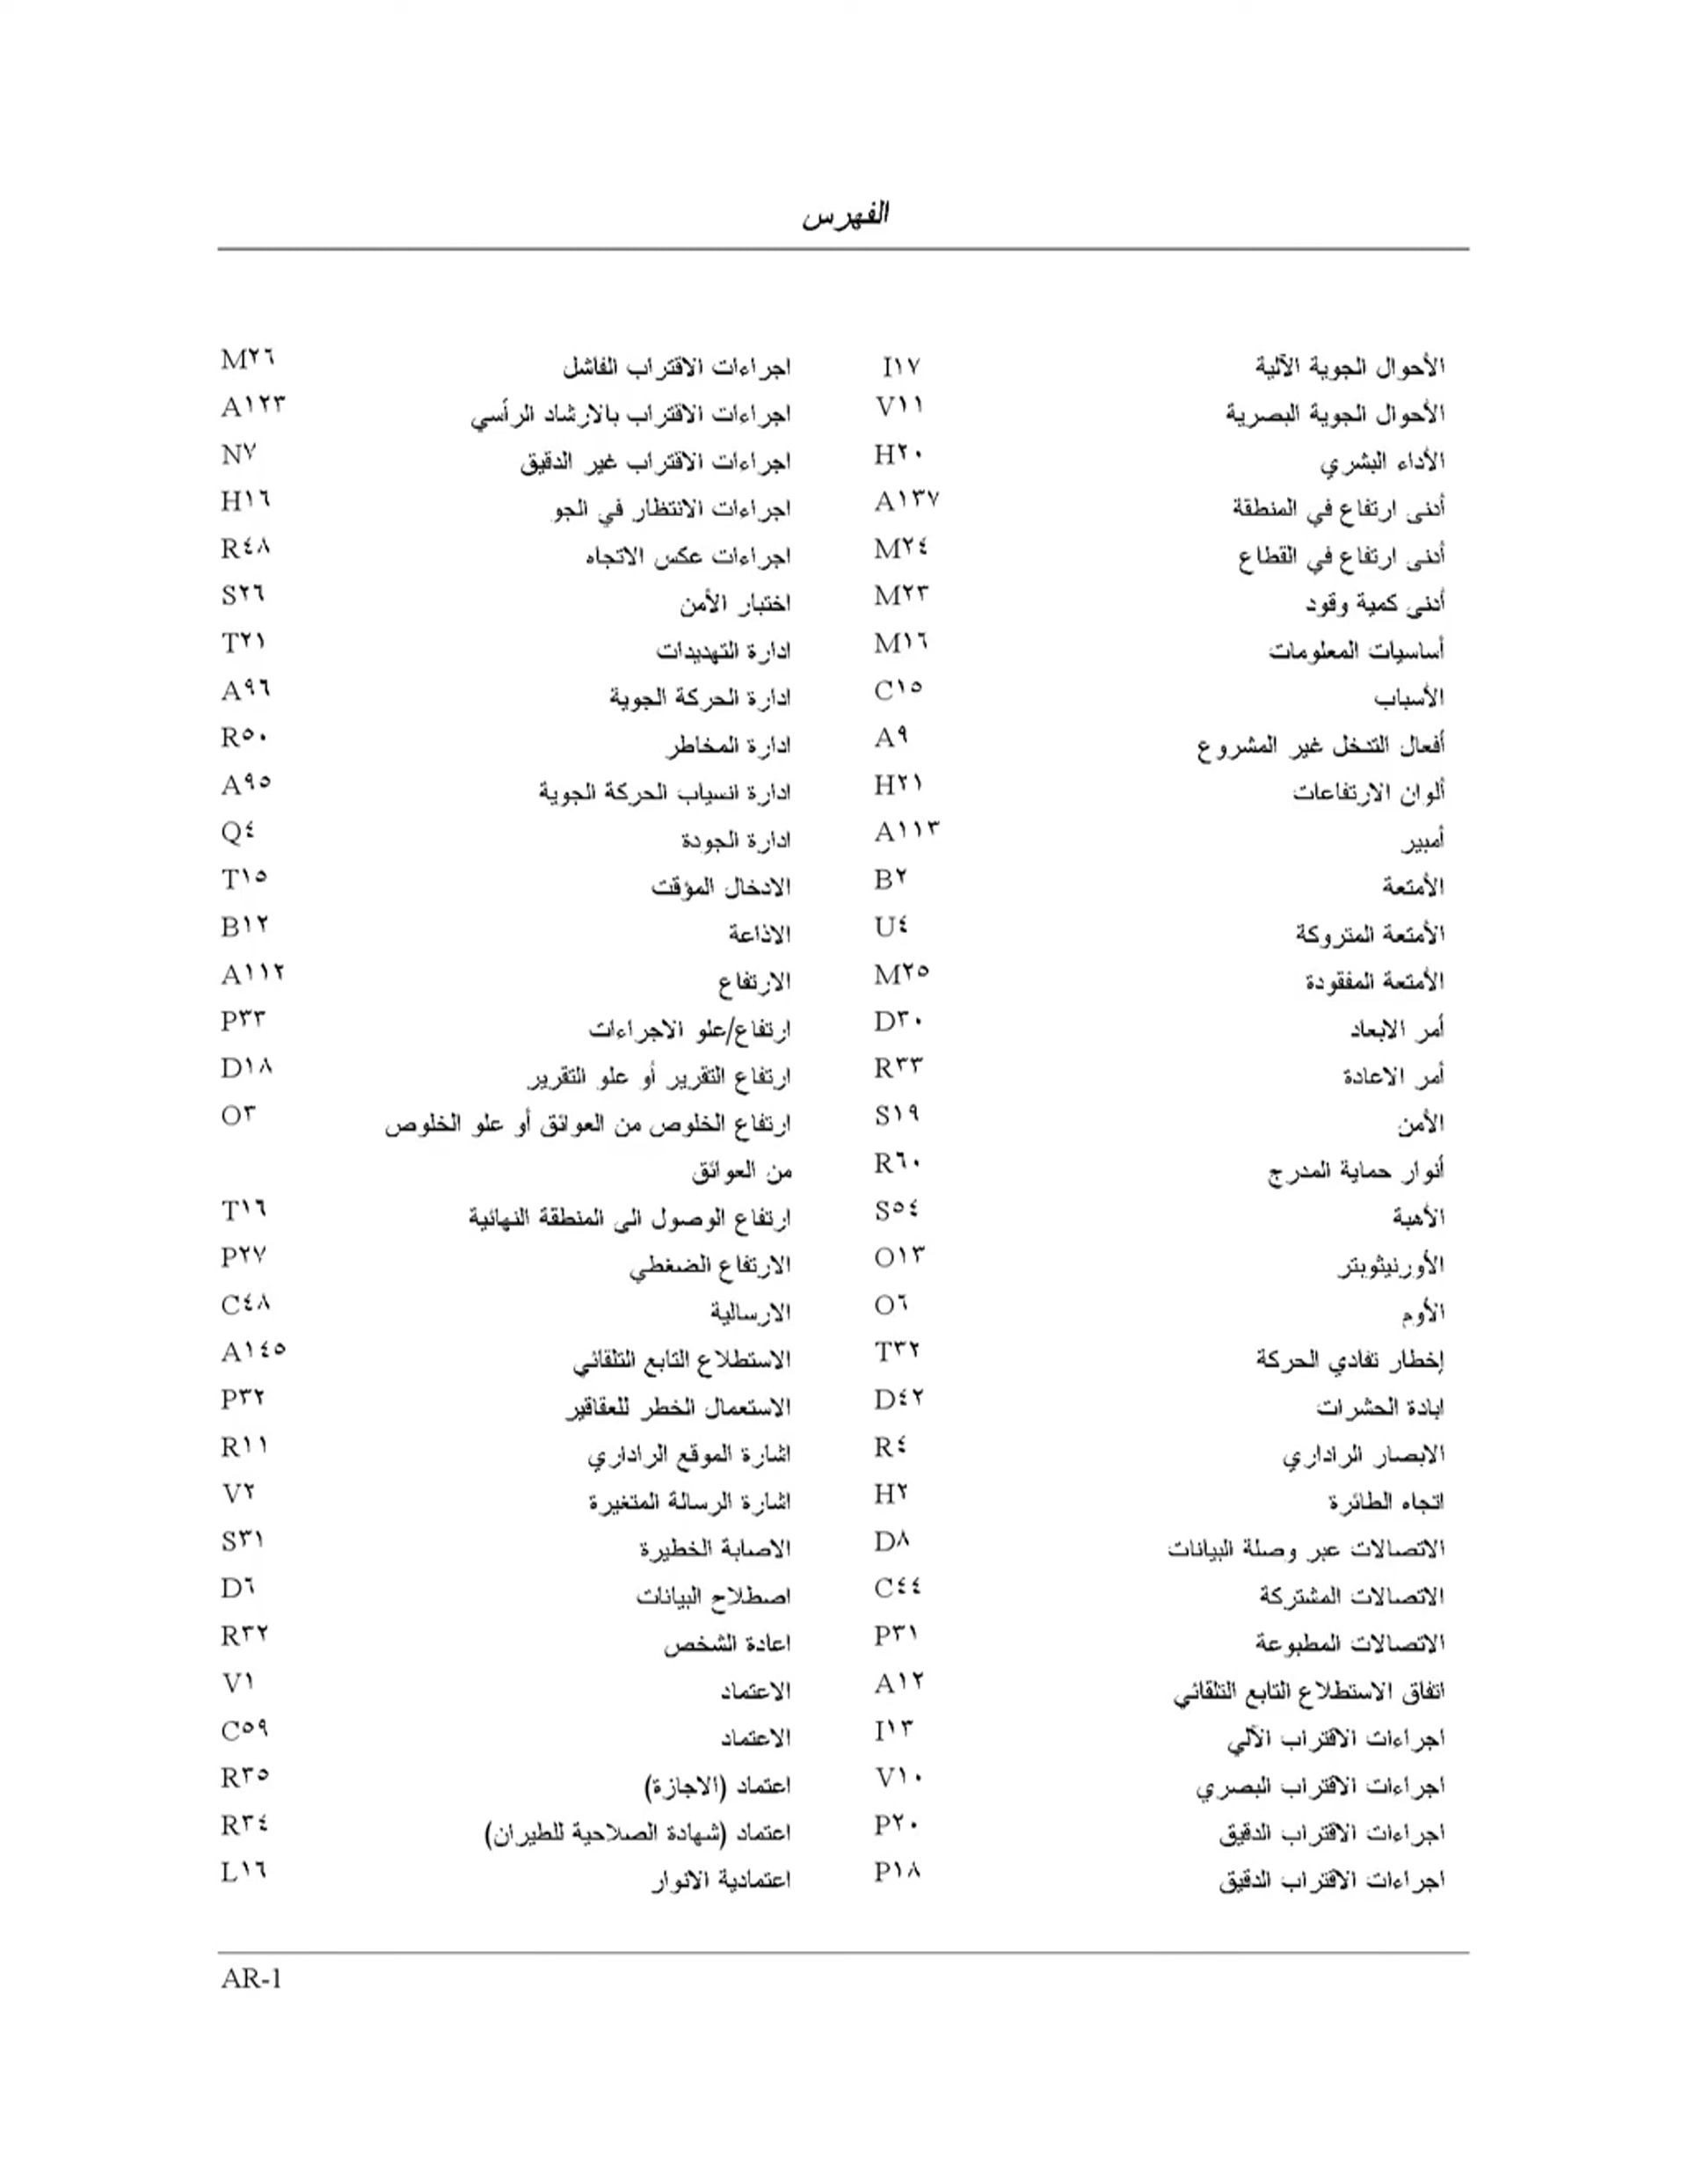 الفهرس
الأحوال الجوية الآلية I١٧
الأحوال الجوية البصرية V١١
الأداء البشري H٢٠
أدنى ارتفاع في المنطقة A١٣٧
أدنى ارتفاع في القطاع M٢٤
أدنى كمية وقود M٢٣
أساسيات المعلومات M١٦
الأسباب C١٥
أفعال التدخل غير المشروع A٩
ألوان الارتفاعات H٢١
أمبير A١١٣
الأمتعة B٢
الأمتعة المتروكة U٤
الأمتعة المفقودة M٢٥
أمر الابعاد D٣٠
أمر الاعادة R٣٣
الأمن S١٩
أنوار حماية المدرج R٦٠
الأهبة S٥٤
الأورنيثوبتر O١٣
الأوم O٦
إخطار تفادي الحركة T٣٢
ابادة الحشرات D٤٢
الابصار الراداري R٤
اتجاه الطائرة H٢
الاتصالات عبر وصلة البيانات D٨
الاتصالات المشتركة C٤٤
الاتصالات المطبوعة P٣١
اتفاق الاستطلاع التابع التلقائي A١٢
اجراءات الاقتراب الآلي I١٣
اجراءات الاقتراب البصري V١٠
اجراءات الاقتراب الدقيق P٢٠
اجراءات الاقتراب الدقيق P١٨
اجراءات الاقتراب الفاشل M٢٦
اجراءات الاقتراب بالارشاد الرأسي A١٢٣
اجراءات الاقتراب غير الدقيق N٧
اجراءات الانتظار في الجو H١٦
اجراءات عكس الاتجاه R٤٨
اختبار الأمن S٢٦
ادارة التهديدات T٢١
ادارة الحركة الجوية A٩٦
ادارة المخاطر R٥٠
ادارة انسياب الحركة الجوية A٩٥
ادارة الجودة Q٤
الادخال المؤقت T١٥
الاذاعة B١٢
الارتفاع A١١٢
ارتفاع/علو الاجراءات P٣٣
ارتفاع التقرير أو علو التقرير D١٨
ارتفاع الخلوص من العوائق أو علو الخلوص O٣
من العوائق
ارتفاع الوصول الى المنطقة النهائية T١٦
الارتفاع الضغطي P٢٧
الارسالية C٤٨
الاستطلاع التابع التلقائي A١٤٥
الاستعمال الخطر للعقاقير P٣٢
اشارة الموقع الراداري R١١
اشارة الرسالة المتغيرة V٢
الاصابة الخطيرة S٣١
اصطلاح البيانات D٦
اعادة الشخص R٣٢
الاعتماد V١
الاعتماد C٥٩
اعتماد (الاجازة) R٣٥
اعتماد (شهادة الصلاحية للطيران) R٣٤
اعتمادية الانوار L١٦
AR-1